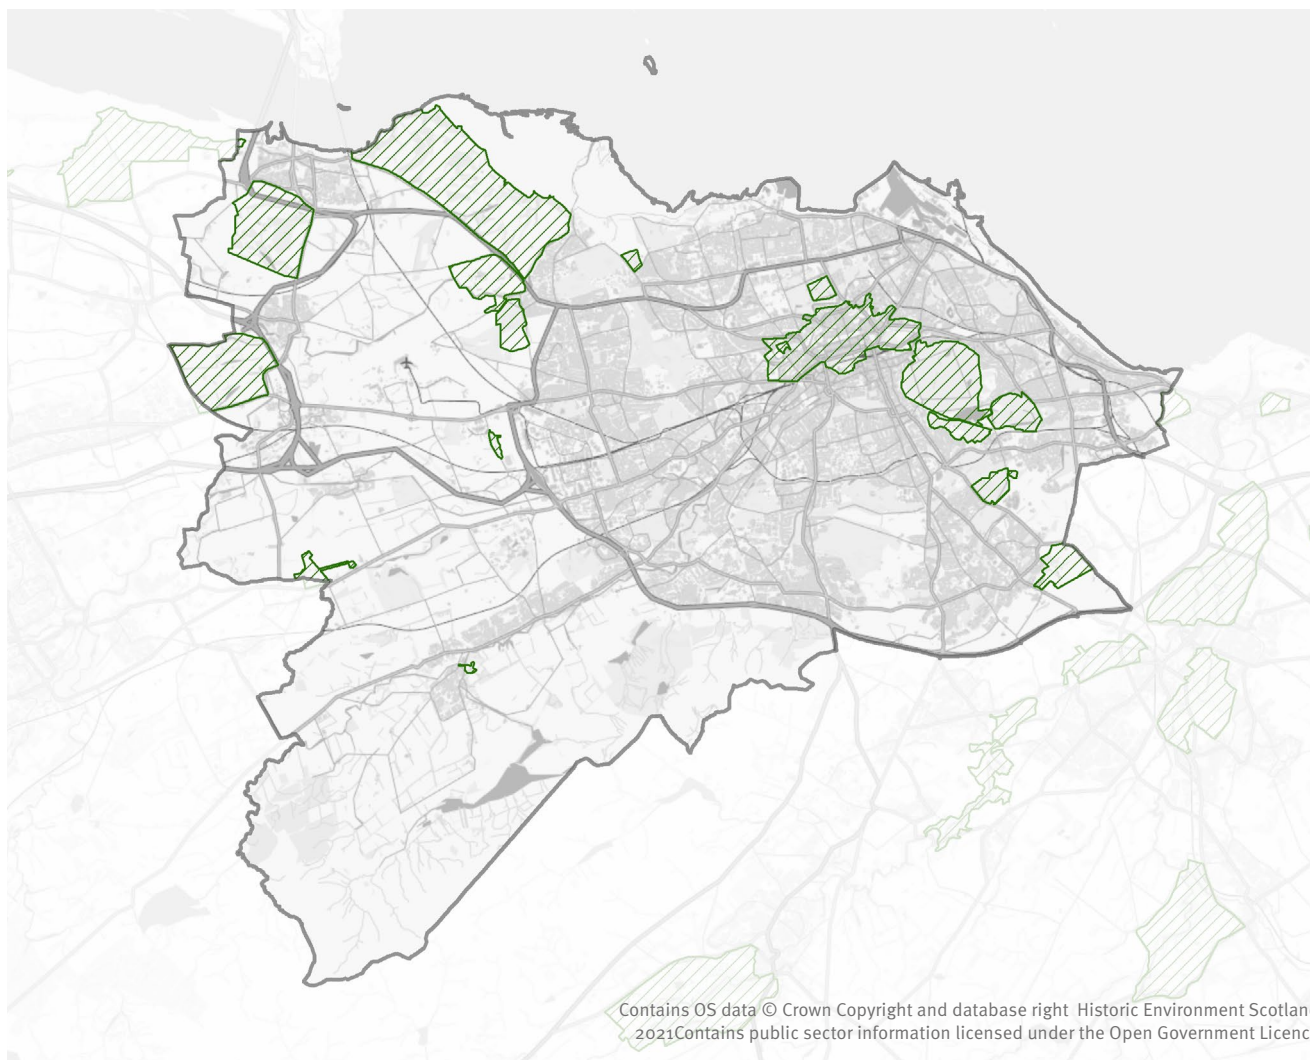 Contains OS data © Crown Copyright and database right Historic Environment Scotlan
2021Contains public sector information licensed under the Open Government Licenc